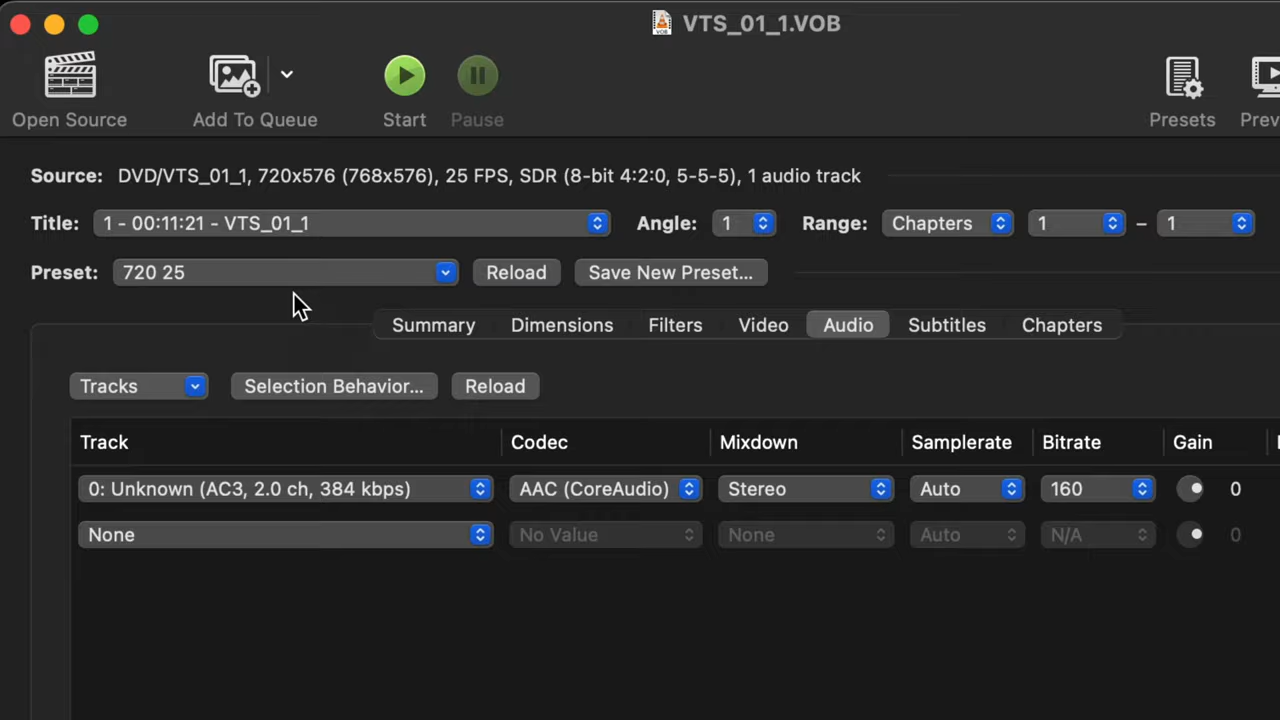 VTS_01_1.VOB
Open Source
Add To Queue
Start
Pause
Presets
Prev
Source: DVD/VTS_01_1, 720x576 (768x576), 25 FPS, SDR (8-bit 4:2:0, 5-5-5), 1 audio track
Title: 1 - 00:11:21 - VTS_01_1 Angle: 1 Range: Chapters 1 – 1
Preset: 720 25 Reload Save New Preset...
Summary Dimensions Filters Video Audio Subtitles Chapters
Tracks Selection Behavior... Reload
Track Codec Mixdown Samplerate Bitrate Gain
0: Unknown (AC3, 2.0 ch, 384 kbps) AAC (CoreAudio) Stereo Auto 160 0
None No Value None Auto N/A 0